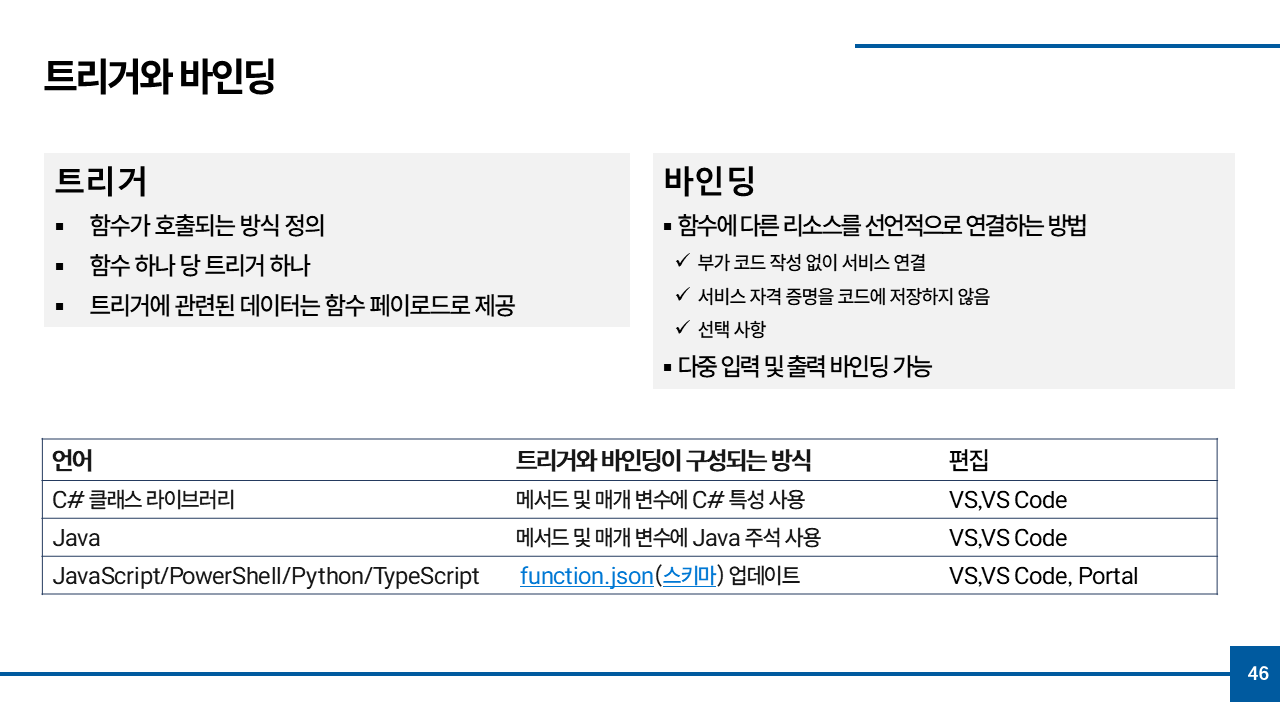 트리거와 바인딩
트리거
▪ 함수가 호출되는 방식 정의
▪ 함수 하나 당 트리거 하나
▪ 트리거에 관련된 데이터는 함수 페이로드로 제공
바인딩
▪ 함수에 다른 리소스를 선언적으로 연결하는 방법
✓ 부가 코드 작성 없이 서비스 연결
✓ 서비스 자격 증명을 코드에 저장하지 않음
✓ 선택 사항
▪ 다중 입력 및 출력 바인딩 가능
언어 트리거와 바인딩이 구성되는 방식 편집
C# 클래스 라이브러리 메서드 및 매개 변수에 C# 특성 사용 VS,VS Code
Java 메서드 및 매개 변수에 Java 주석 사용 VS,VS Code
JavaScript/PowerShell/Python/TypeScript function.json(스키마) 업데이트 VS,VS Code, Portal
46